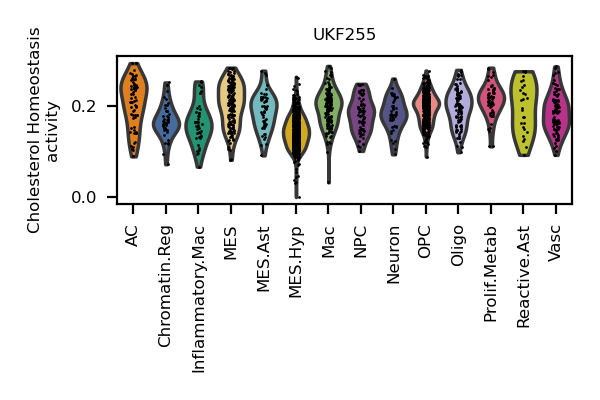 UKF255
Cholesterol Homeostasis
activity
0.2
0.0
AC
Chromatin.Reg
Inflammatory.Mac
MES
MES.Ast
MES.Hyp
Mac
NPC
Neuron
OPC
Oligo
Prolif.Metab
Reactive.Ast
Vasc